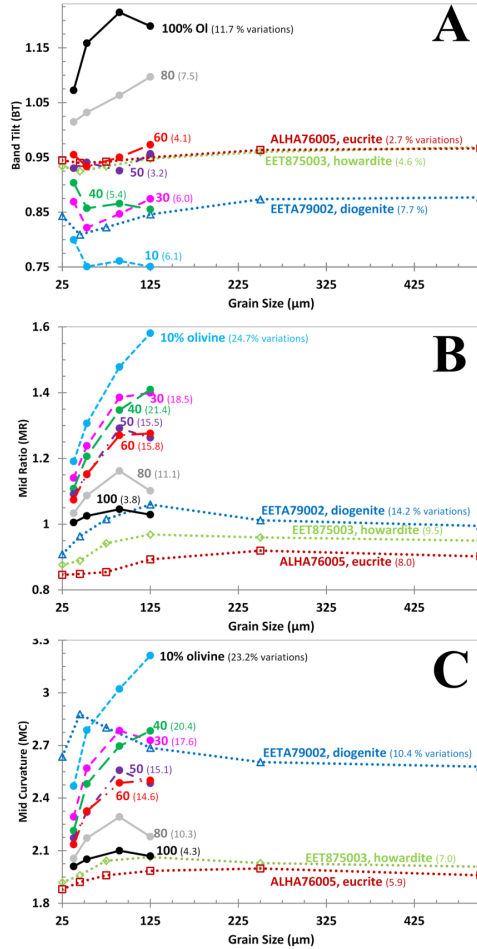 A
1.15
1.05
0.95
0.85
0.75
Band Tilt (BT)
100% Ol (11.7 % variations)
80 (7.5)
60 (4.1)
ALHA76005, eucrite (2.7 % variations)
EET875003, howardite (4.6 %)
50 (3.2)
40
(5.4)
30 (6.0)
EETA79002, diogenite (7.7 %)
10 (6.1)
25 125 225 325 425
Grain Size (µm)
B
1.6
1.4
1.2
1
0.8
Mid Ratio (MR)
10% olivine (24.7% variations)
30 (18.5)
40 (21.4)
50 (15.5)
60 (15.8)
80 (11.1)
100 (3.8)
EETA79002, diogenite (14.2 % variations)
EET875003, howardite (9.5)
ALHA76005, eucrite (8.0)
25 125 225 325 425
Grain Size (µm)
C
3.3
3
2.7
2.4
2.1
1.8
Mid Curvature (MC)
10% olivine (23.2% variations)
40 (20.4)
30 (17.6)
EETA79002, diogenite (10.4 % variations)
50 (15.1)
60 (14.6)
80 (10.3)
100 (4.3)
EET875003, howardite (7.0)
ALHA76005, eucrite (5.9)
25 125 225 325 425
Grain Size (µm)